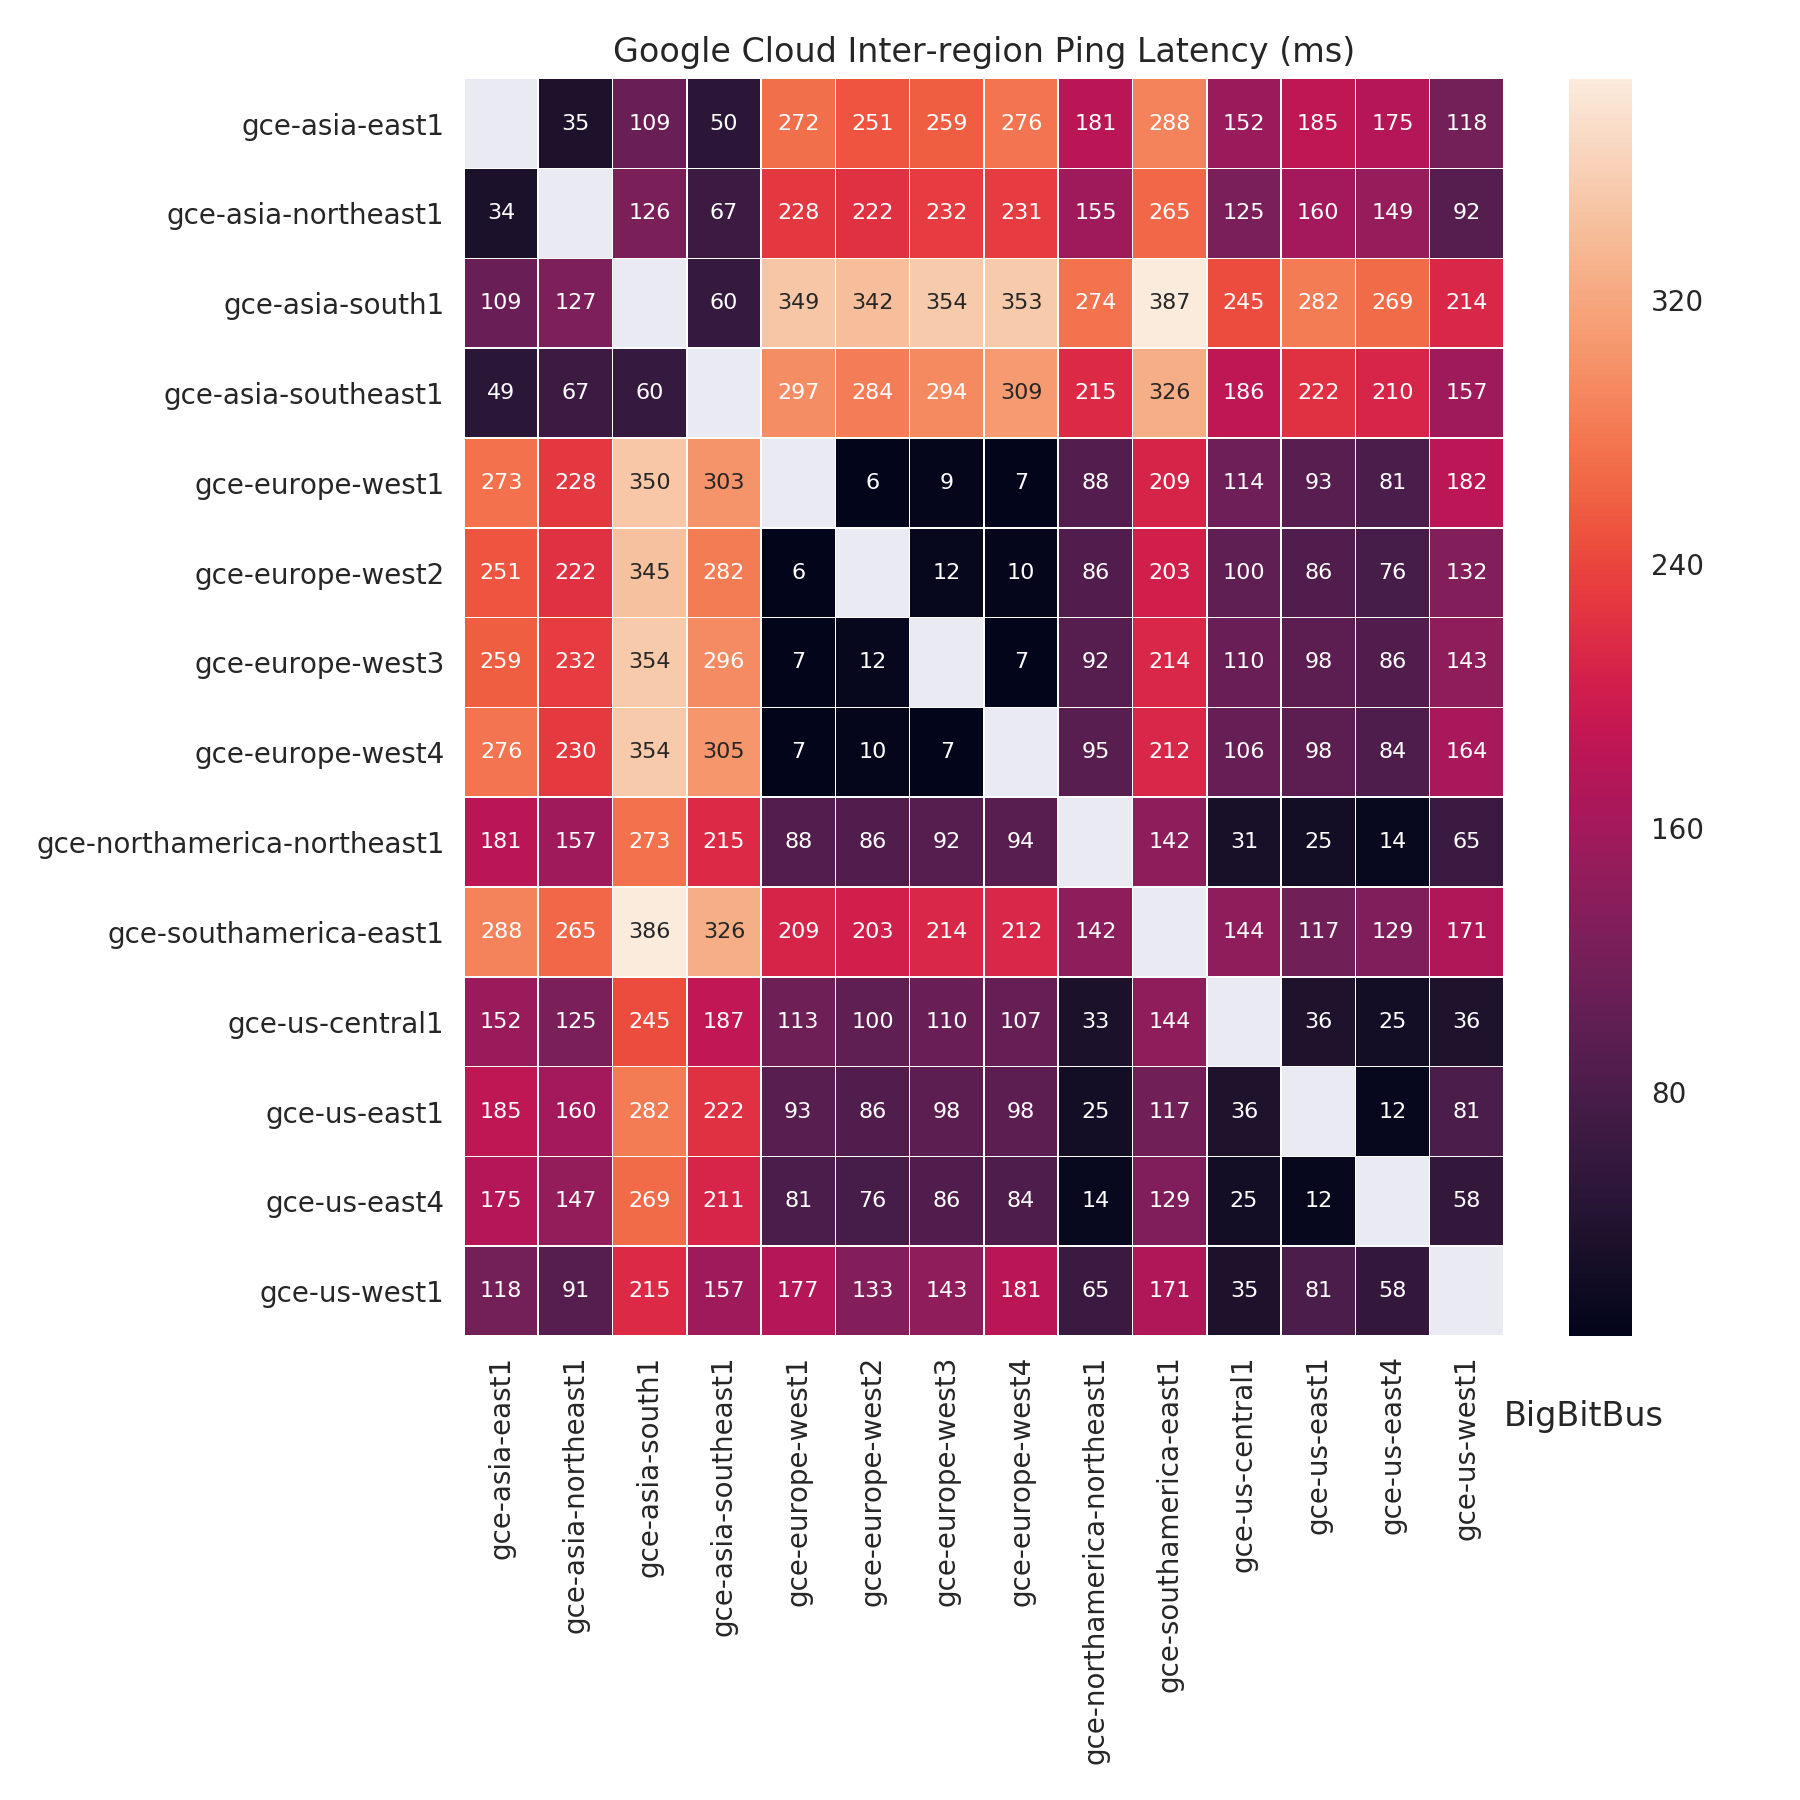 Google Cloud Inter-region Ping Latency (ms)
gce-asia-east1 35 109 50 272 251 259 276 181 288 152 185 175 118
gce-asia-northeast1 34 126 67 228 222 232 231 155 265 125 160 149 92
gce-asia-south1 109 127 60 349 342 354 353 274 387 245 282 269 214
gce-asia-southeast1 49 67 60 297 284 294 309 215 326 186 222 210 157
gce-europe-west1 273 228 350 303 6 9 7 88 209 114 93 81 182
gce-europe-west2 251 222 345 282 6 12 10 86 203 100 86 76 132
gce-europe-west3 259 232 354 296 7 12 7 92 214 110 98 86 143
gce-europe-west4 276 230 354 305 7 10 7 95 212 106 98 84 164
gce-northamerica-northeast1 181 157 273 215 88 86 92 94 142 31 25 14 65
gce-southamerica-east1 288 265 386 326 209 203 214 212 142 144 117 129 171
gce-us-central1 152 125 245 187 113 100 110 107 33 144 36 25 36
gce-us-east1 185 160 282 222 93 86 98 98 25 117 36 12 81
gce-us-east4 175 147 269 211 81 76 86 84 14 129 25 12 58
gce-us-west1 118 91 215 157 177 133 143 181 65 171 35 81 58
gce-asia-east1
gce-asia-northeast1
gce-asia-south1
gce-asia-southeast1
gce-europe-west1
gce-europe-west2
gce-europe-west3
gce-europe-west4
gce-northamerica-northeast1
gce-southamerica-east1
gce-us-central1
gce-us-east1
gce-us-east4
gce-us-west1
320
240
160
80
BigBitBus